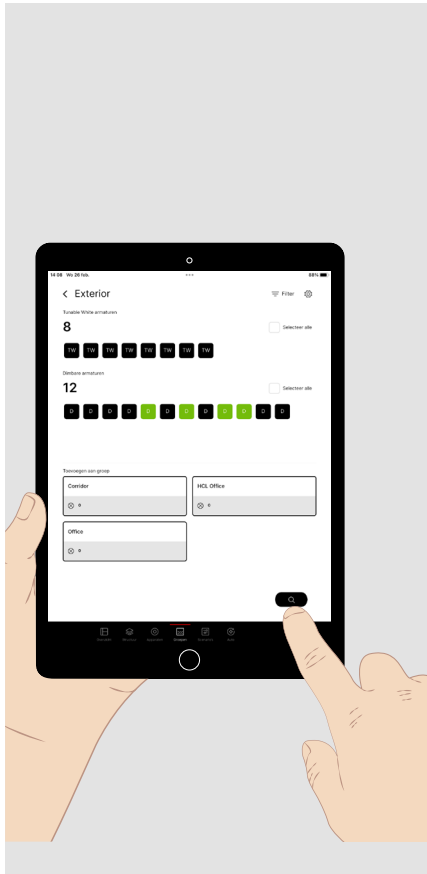 14:08 Wo 26 feb.
88%
Exterior
Filter
Tunable White armaturen
8
Selecteer alle
TW TW TW TW TW TW TW TW
Dimbare armaturen
12
Selecteer alle
D D D D D D D D D D D D
Toevoegen aan groep
Corridor
HCL Office
0
0
Office
0
Groepen